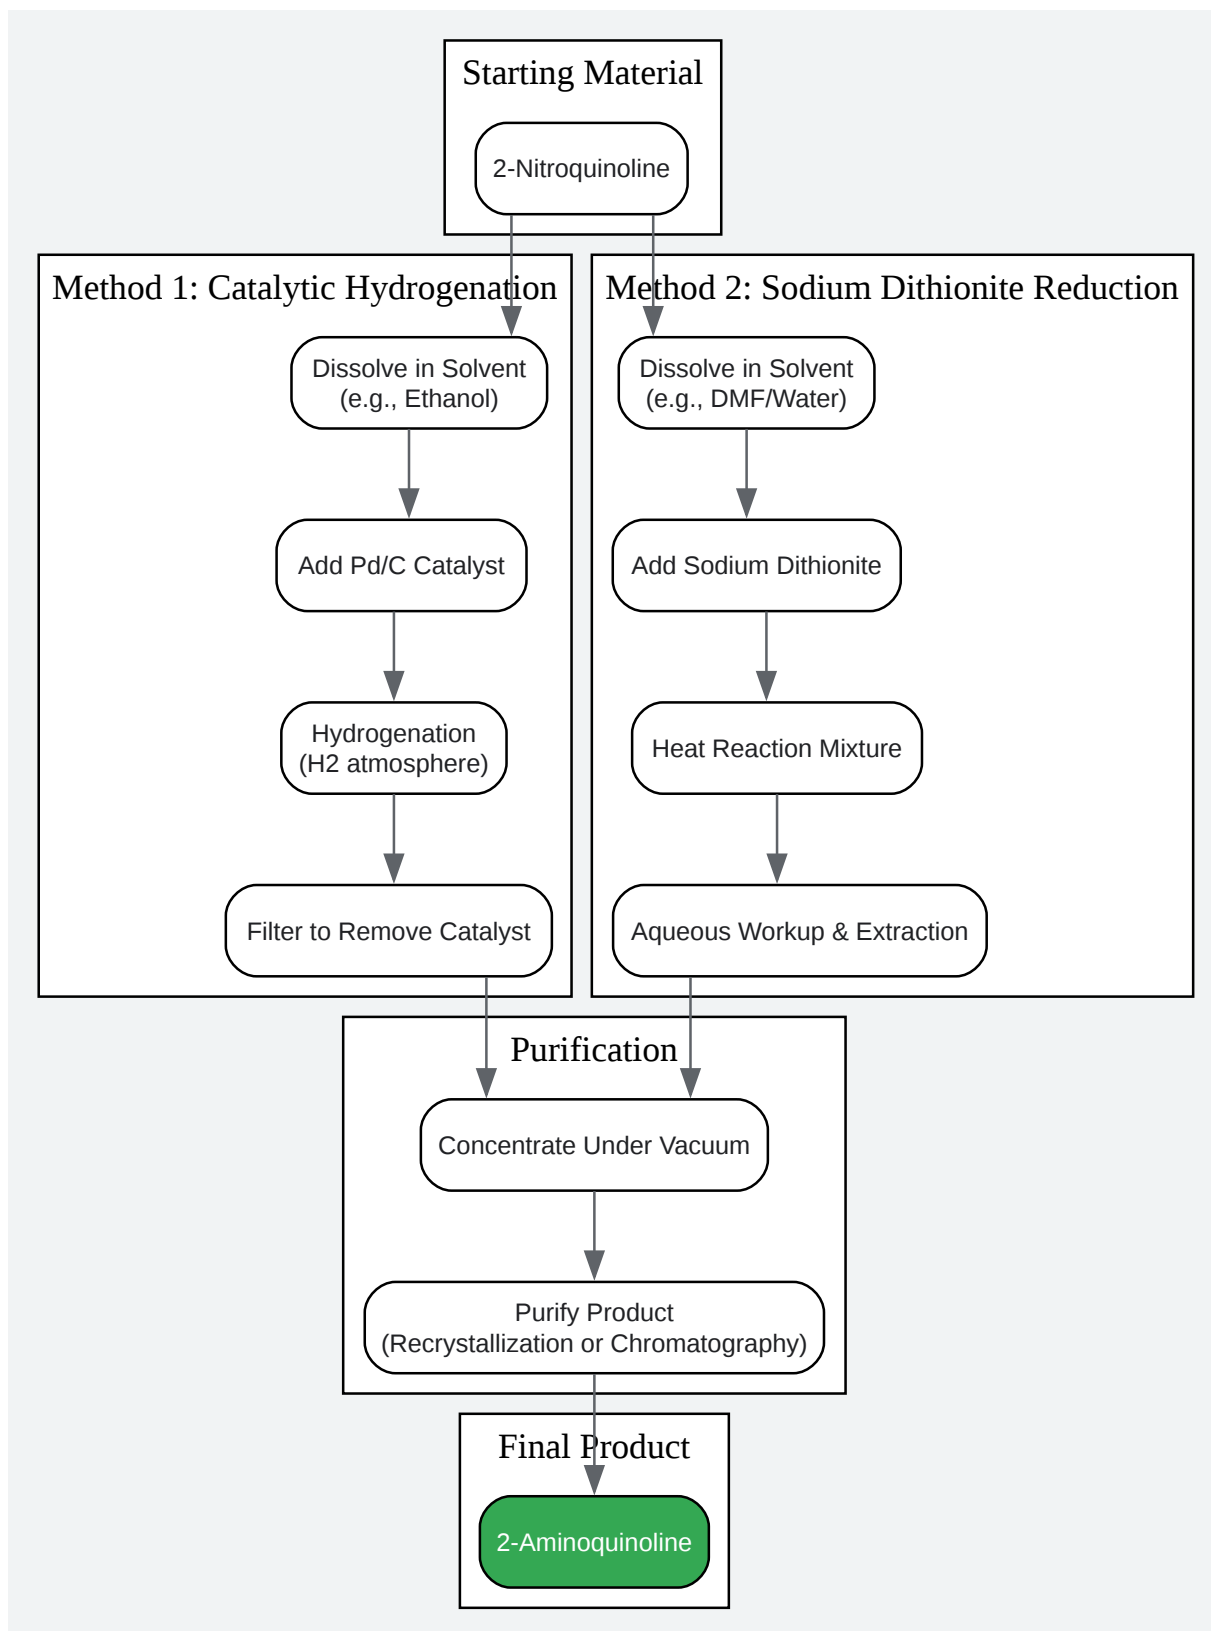 Starting Material
2-Nitroquinoline
Method 1: Catalytic Hydrogenation
Dissolve in Solvent
(e.g., Ethanol)
Add Pd/C Catalyst
Hydrogenation
(H2 atmosphere)
Filter to Remove Catalyst
Method 2: Sodium Dithionite Reduction
Dissolve in Solvent
(e.g., DMF/Water)
Add Sodium Dithionite
Heat Reaction Mixture
Aqueous Workup & Extraction
Purification
Concentrate Under Vacuum
Purify Product
(Recrystallization or Chromatography)
Final Product
2-Aminoquinoline